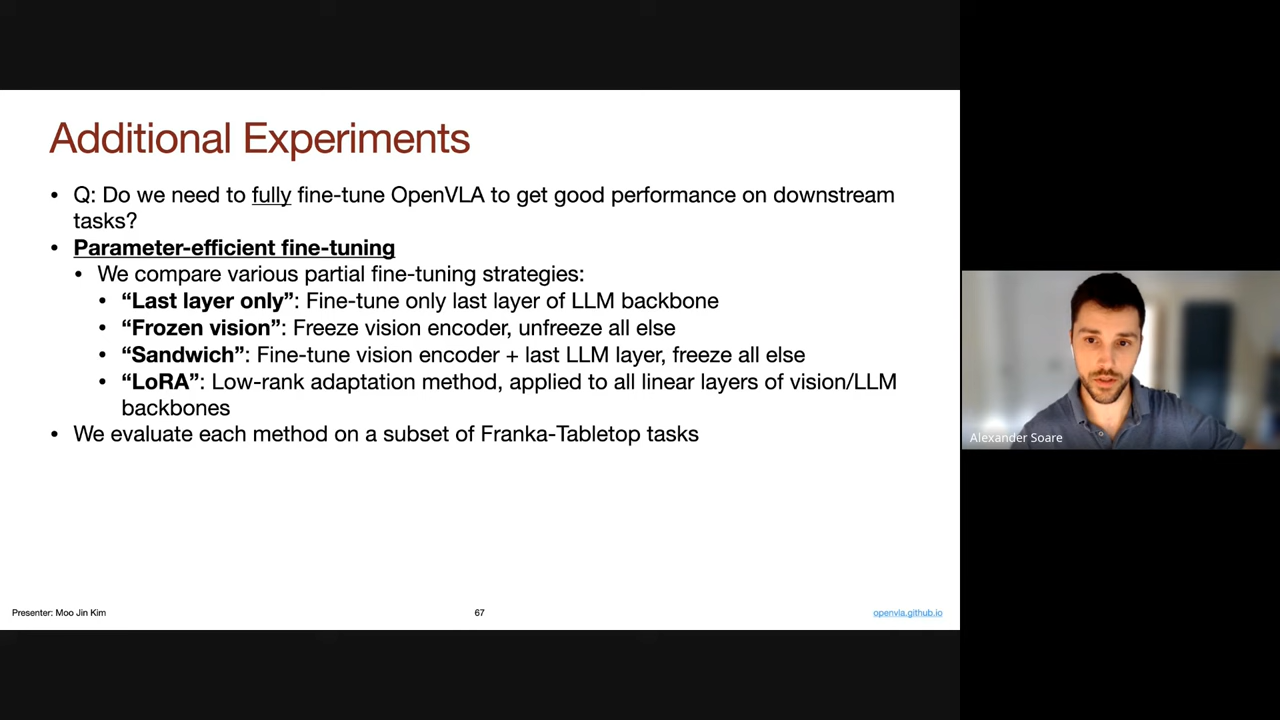 Additional Experiments
• Q: Do we need to fully fine-tune OpenVLA to get good performance on downstream
tasks?
• Parameter-efficient fine-tuning
• We compare various partial fine-tuning strategies:
• “Last layer only”: Fine-tune only last layer of LLM backbone
• “Frozen vision”: Freeze vision encoder, unfreeze all else
• “Sandwich”: Fine-tune vision encoder + last LLM layer, freeze all else
• “LoRA”: Low-rank adaptation method, applied to all linear layers of vision/LLM
backbones
• We evaluate each method on a subset of Franka-Tabletop tasks
Alexander Soare
Presenter: Moo Jin Kim
67
openvla.github.io